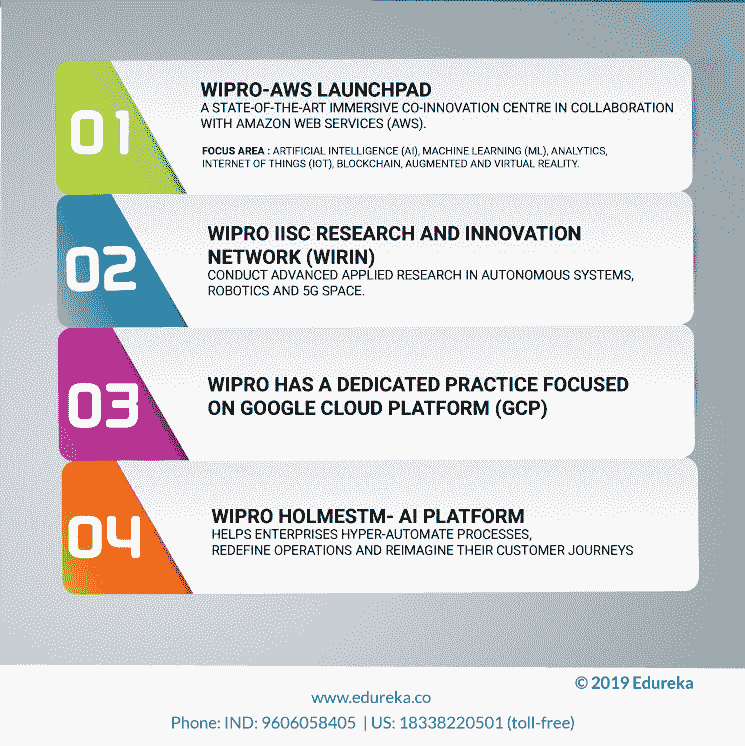 01
WIPRO-AWS LAUNCHPAD
A STATE-OF-THE-ART IMMERSIVE CO-INNOVATION CENTRE IN COLLABORATION
WITH AMAZON WEB SERVICES (AWS).
FOCUS AREA : ARTIFICIAL INTELLIGENCE (AI), MACHINE LEARNING (ML), ANALYTICS,
INTERNET OF THINGS (IOT), BLOCKCHAIN, AUGMENTED AND VIRTUAL REALITY.
02
WIPRO IISC RESEARCH AND INNOVATION
NETWORK (WIRIN)
CONDUCT ADVANCED APPLIED RESEARCH IN AUTONOMOUS SYSTEMS,
ROBOTICS AND 5G SPACE.
03
WIPRO HAS A DEDICATED PRACTICE FOCUSED
ON GOOGLE CLOUD PLATFORM (GCP)
04
WIPRO HOLMESTM- AI PLATFORM
HELPS ENTERPRISES HYPER-AUTOMATE PROCESSES,
REDEFINE OPERATIONS AND REIMAGINE THEIR CUSTOMER JOURNEYS
© 2019 Edureka
www.edureka.co
Phone: IND: 9606058405 | US: 18338220501 (toll-free)